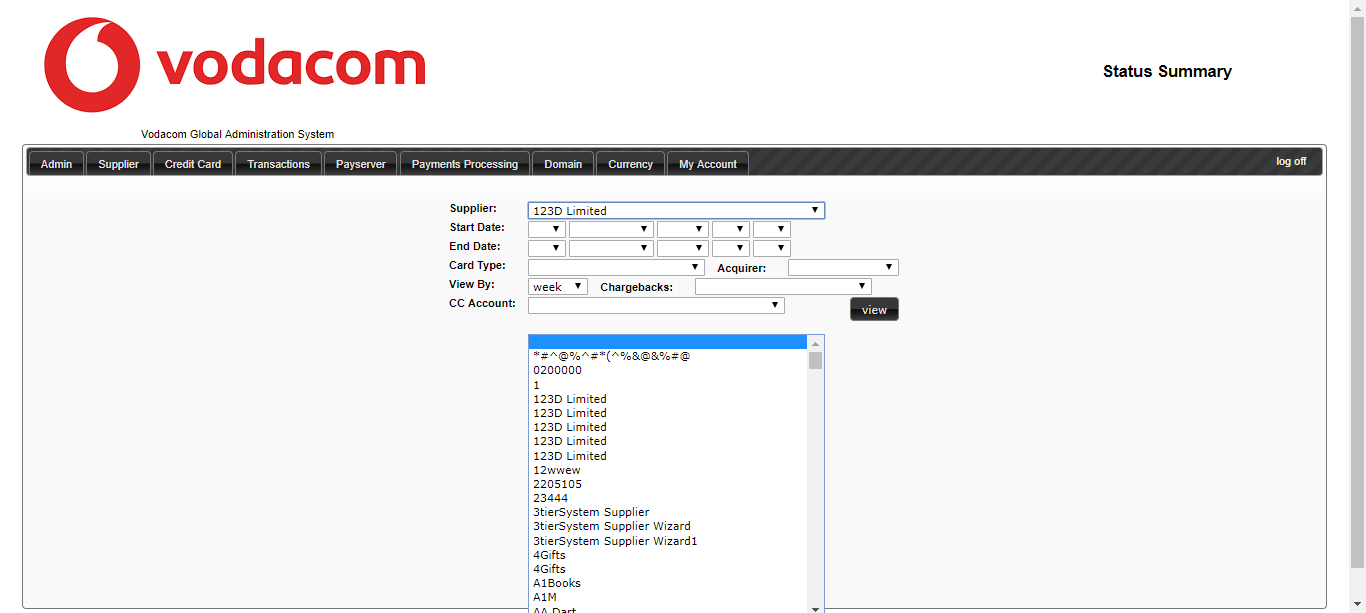 vodacom
Status Summary
Vodacom Global Administration System
Admin Supplier Credit Card Transactions Payserver Payments Processing Domain Currency My Account log off
Supplier: 123D Limited
Start Date:
End Date:
Card Type: Acquirer:
View By: week Chargebacks:
CC Account: view
*#^@%^#*(^%&@&%#@
0200000
1
123D Limited
123D Limited
123D Limited
123D Limited
123D Limited
12wwew
2205105
23444
3tierSystem Supplier
3tierSystem Supplier Wizard
3tierSystem Supplier Wizard1
4Gifts
4Gifts
A1Books
A1M
AA Dart